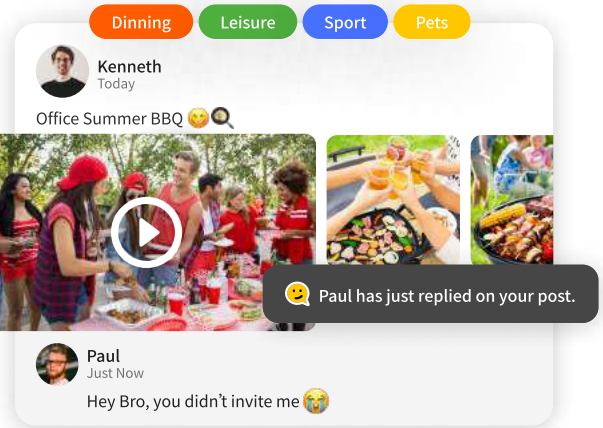 Dinning Leisure Sport Pets
Kenneth
Today
Office Summer BBQ 😋🍳
Paul has just replied on your post.
Paul
Just Now
Hey Bro, you didn't invite me 😭